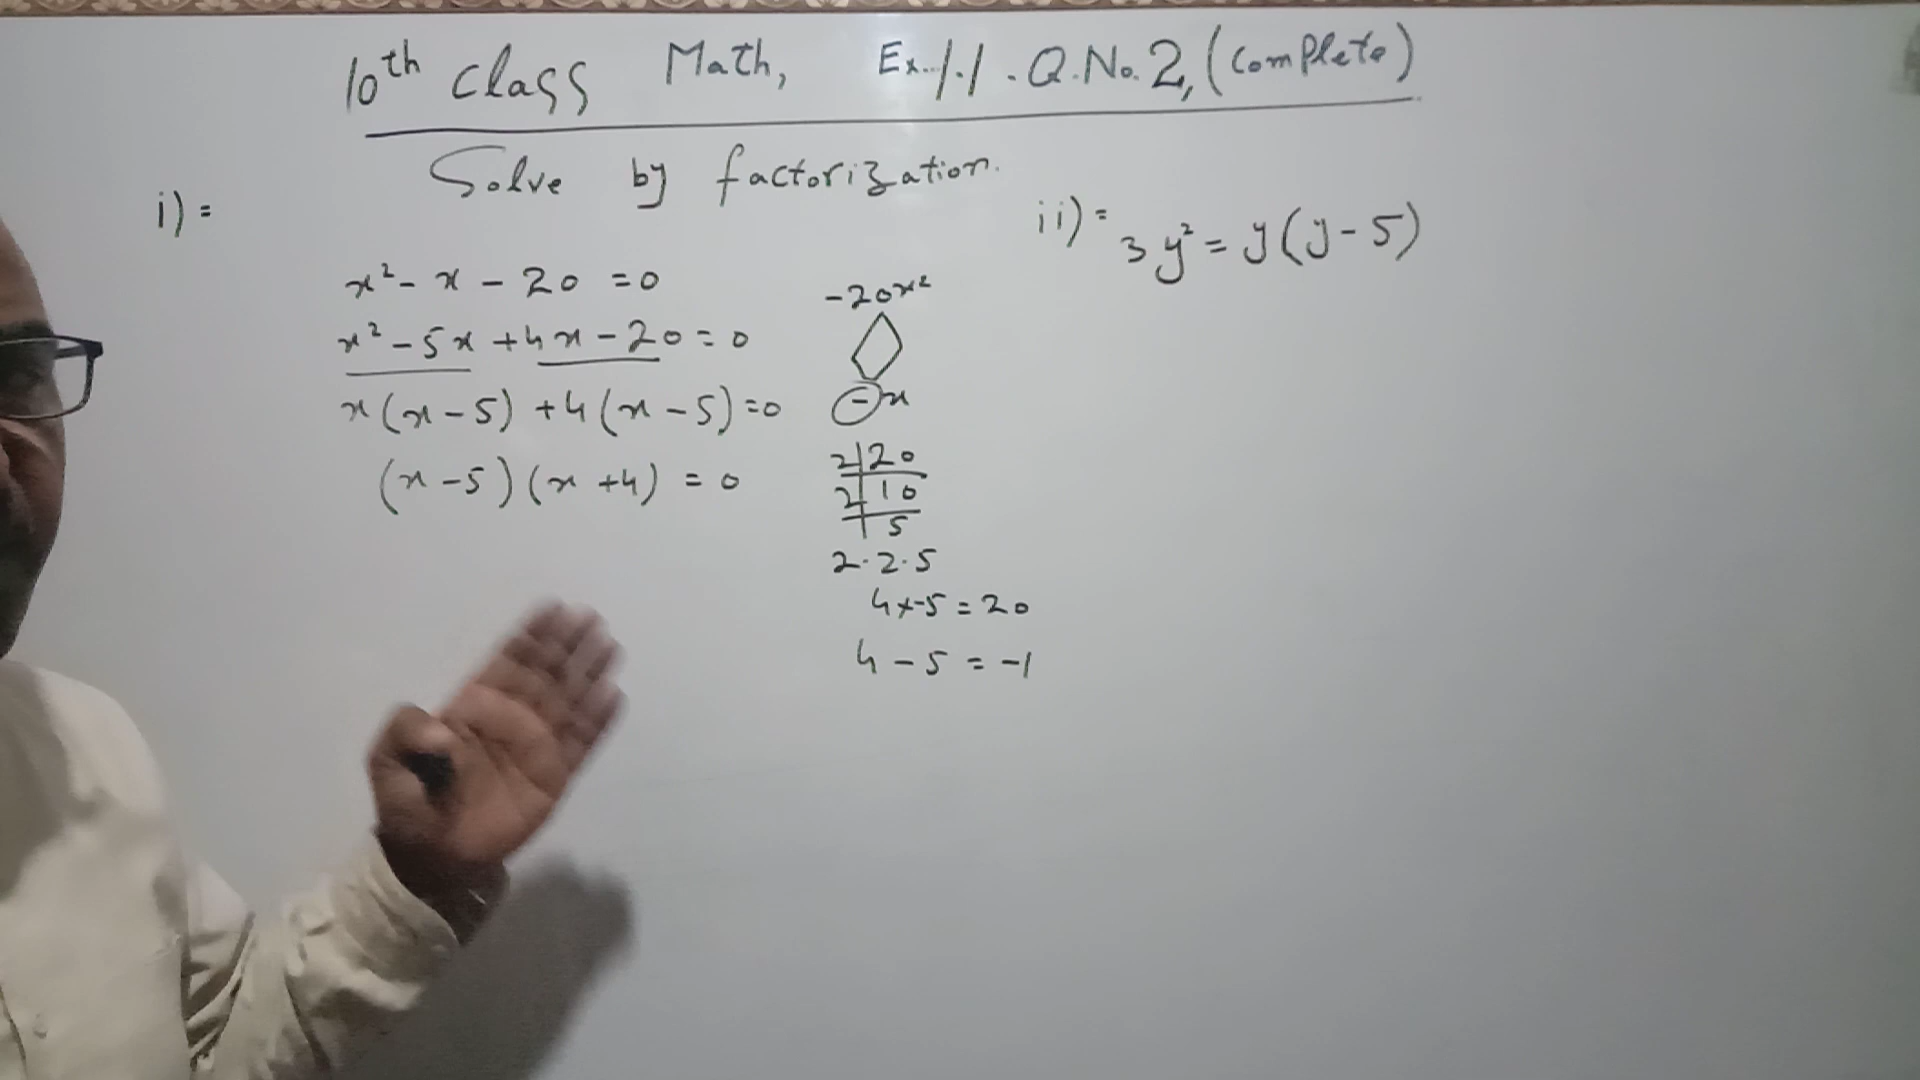 10th class Math, Ex. 1.1. Q.No. 2, (Complete)
Solve by factorization.
i) =
x² - x - 20 = 0
x² - 5x + 4x - 20 = 0
x(x - 5) + 4(x - 5) = 0
(x - 5)(x + 4) = 0
-20x²
- x
2|20
2|10
5
2·2·5
4x-5 = 20
4 - 5 = -1
ii) = 3y² = y(y - 5)